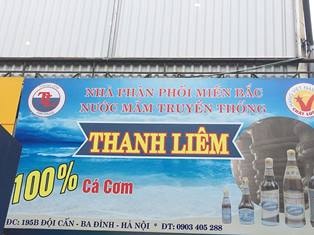 NHÀ PHÂN PHỐI MIỀN BẮC
NƯỚC MẮM TRUYỀN THỐNG
THANH LIÊM
100% Cá Cơm
ĐC: 195B ĐỘI CẤN - BA ĐÌNH - HÀ NỘI * ĐT: 0903 405 288